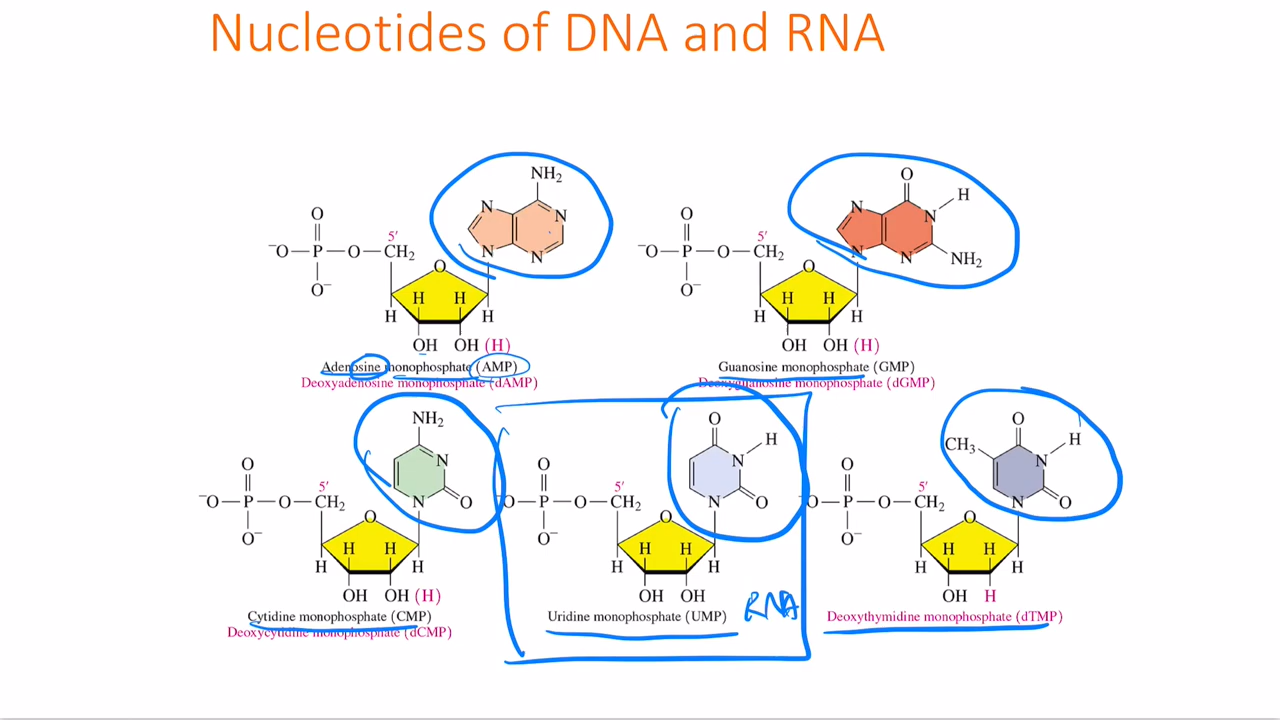 Nucleotides of DNA and RNA
NH₂
N N
N N
O
⁻O—P—O—CH₂
O⁻
5′
O
H H
H H
OH OH (H)
Adenosine monophosphate (AMP)
Deoxyadenosine monophosphate (dAMP)
O
H
N N
N N NH₂
O
⁻O—P—O—CH₂
O⁻
5′
O
H H
H H
OH OH (H)
Guanosine monophosphate (GMP)
Deoxyguanosine monophosphate (dGMP)
NH₂
N
N O
O
⁻O—P—O—CH₂
O⁻
5′
O
H H
H H
OH OH (H)
Cytidine monophosphate (CMP)
Deoxycytidine monophosphate (dCMP)
O
H
N
N O
O
⁻O—P—O—CH₂
O⁻
5′
O
H H
H H
OH OH
Uridine monophosphate (UMP)
RNA
O
CH₃ H
N
N O
O
⁻O—P—O—CH₂
O⁻
5′
O
H H
H H
OH H
Deoxythymidine monophosphate (dTMP)